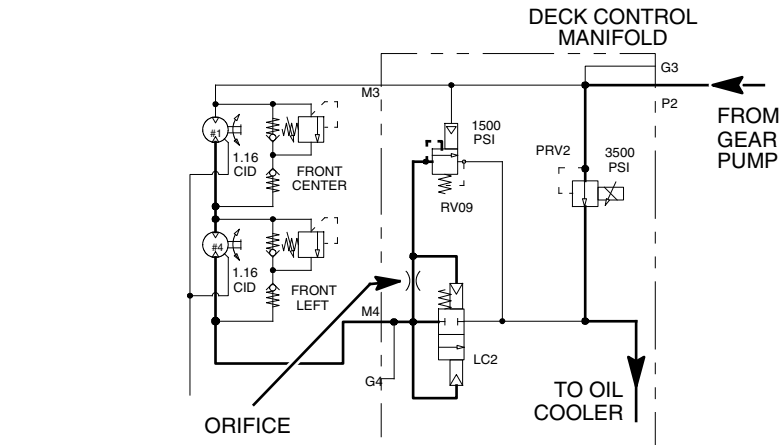 DECK CONTROL
MANIFOLD
G3
M3
P2
FROM
GEAR
PUMP
1500
PSI
PRV2
3500
PSI
#1
1.16
CID
FRONT
CENTER
RV09
#4
1.16
CID
FRONT
LEFT
M4
LC2
G4
TO OIL
COOLER
ORIFICE